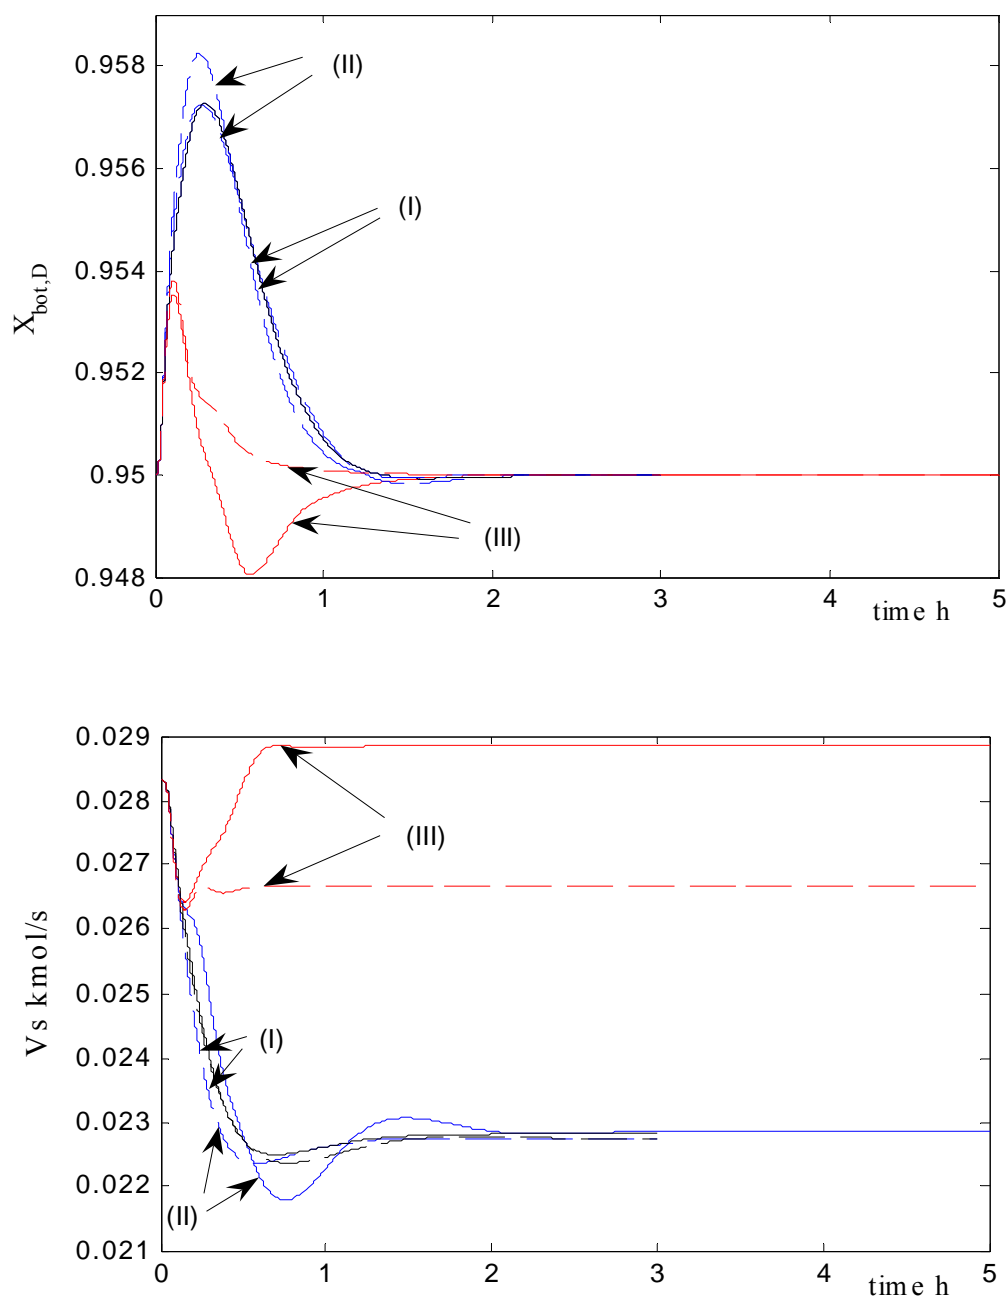 0.958
(II)
0.956
(I)
0.954
X bot,D
0.952
0.95
(III)
0.948
0 1 2 3 4 5
time h
0.029
0.028
(III)
0.027
0.026
Vs kmol/s
0.025
(I)
0.024
0.023
0.022
(II)
0.021
0 1 2 3 4 5
time h